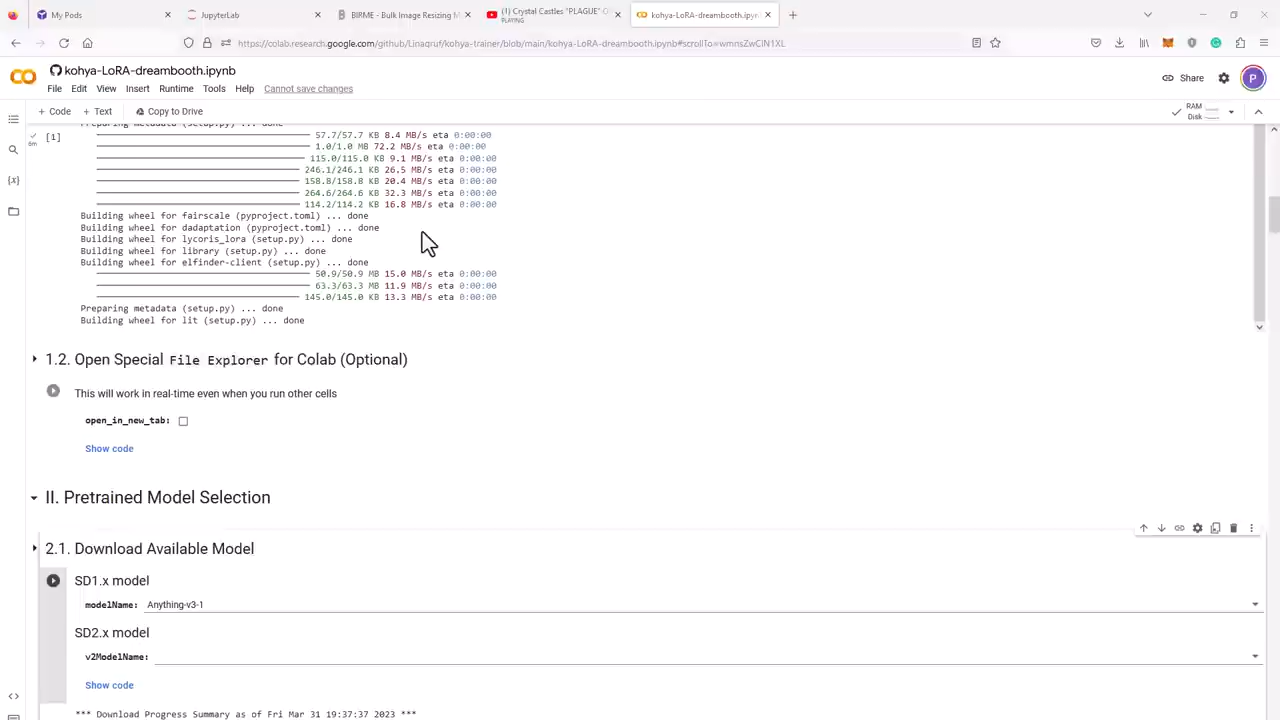 My Pods
JupyterLab
BIRME - Bulk Image Resizing M
(1) Crystal Castles "PLAGUE" O
PLAYING
kohya-LoRA-dreambooth.ipyn
https://colab.research.google.com/github/Linaqruf/kohya-trainer/blob/main/kohya-LoRA-dreambooth.ipynb#scrollTo=wmnsZwCiN1XL
kohya-LoRA-dreambooth.ipynb
File Edit View Insert Runtime Tools Help Cannot save changes
Share
P
+ Code + Text Copy to Drive
RAM
Disk
[1]
Preparing metadata (setup.py) ... done
57.7/57.7 KB 8.4 MB/s eta 0:00:00
1.0/1.0 MB 72.2 MB/s eta 0:00:00
115.0/115.0 KB 9.1 MB/s eta 0:00:00
246.1/246.1 KB 26.5 MB/s eta 0:00:00
158.8/158.8 KB 20.4 MB/s eta 0:00:00
264.6/264.6 KB 32.3 MB/s eta 0:00:00
114.2/114.2 KB 16.8 MB/s eta 0:00:00
Building wheel for fairscale (pyproject.toml) ... done
Building wheel for dadaptation (pyproject.toml) ... done
Building wheel for lycoris_lora (setup.py) ... done
Building wheel for library (setup.py) ... done
Building wheel for elfinder-client (setup.py) ... done
50.9/50.9 MB 15.0 MB/s eta 0:00:00
63.3/63.3 MB 11.9 MB/s eta 0:00:00
145.0/145.0 KB 13.3 MB/s eta 0:00:00
Preparing metadata (setup.py) ... done
Building wheel for lit (setup.py) ... done
1.2. Open Special File Explorer for Colab (Optional)
This will work in real-time even when you run other cells
open_in_new_tab:
Show code
II. Pretrained Model Selection
2.1. Download Available Model
SD1.x model
modelName: Anything-v3-1
SD2.x model
v2ModelName:
Show code
*** Download Progress Summary as of Fri Mar 31 19:37:37 2023 ***